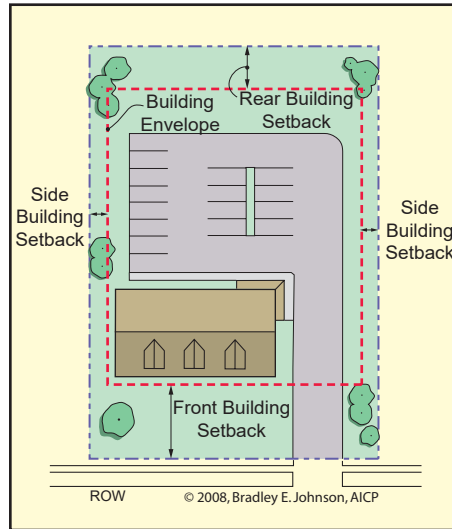 Building
Envelope
Rear Building
Setback
Side
Building
Setback
Side
Building
Setback
Front Building
Setback
ROW
© 2008, Bradley E. Johnson, AICP